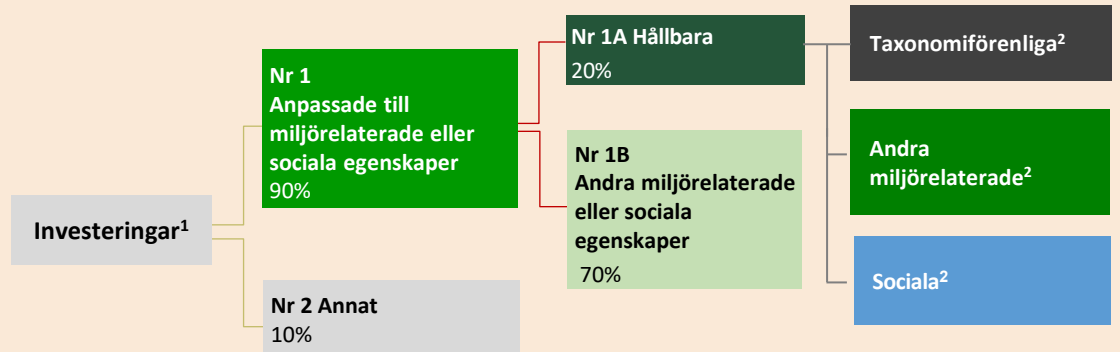 Investeringar¹
Nr 1
Anpassade till
miljörelaterade eller
sociala egenskaper
90%
Nr 2 Annat
10%
Nr 1A Hållbara
20%
Nr 1B
Andra miljörelaterade
eller sociala
egenskaper
70%
Taxonomiförenliga²
Andra
miljörelaterade²
Sociala²